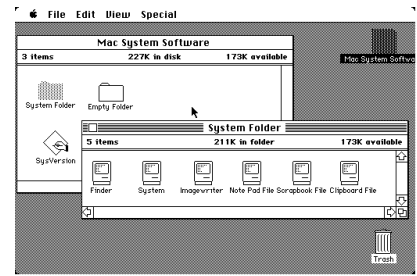 File Edit View Special
Mac System Software
3 items 227K in disk 173K available
Mac System Softwa
System Folder Empty Folder
SysVersion
System Folder
5 items 211K in folder 173K available
Finder System Imagewriter Note Pad File Scrapbook File Clipboard File
Trash